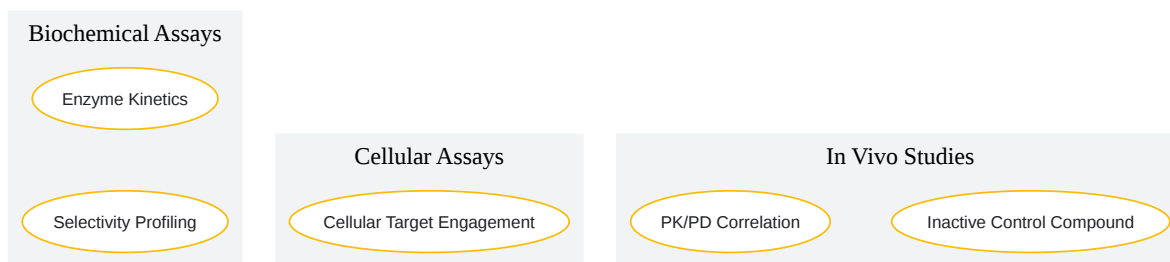 Biochemical Assays
Enzyme Kinetics
Selectivity Profiling
Cellular Assays
Cellular Target Engagement
In Vivo Studies
PK/PD Correlation
Inactive Control Compound